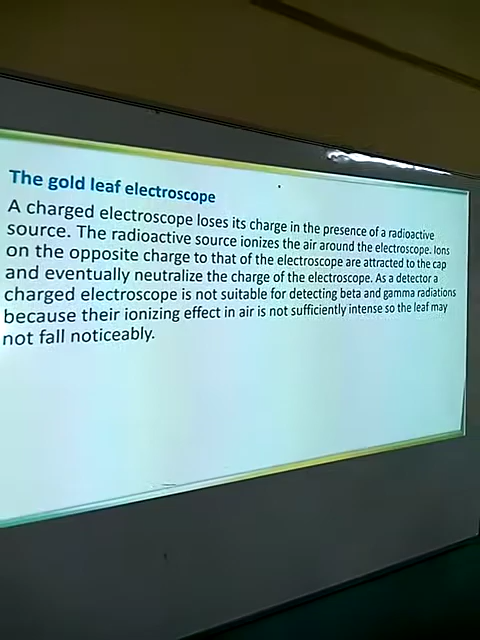 The gold leaf electroscope
A charged electroscope loses its charge in the presence of a radioactive
source. The radioactive source ionizes the air around the electroscope. Ions
on the opposite charge to that of the electroscope are attracted to the cap
and eventually neutralize the charge of the electroscope. As a detector a
charged electroscope is not suitable for detecting beta and gamma radiations
because their ionizing effect in air is not sufficiently intense so the leaf may
not fall noticeably.